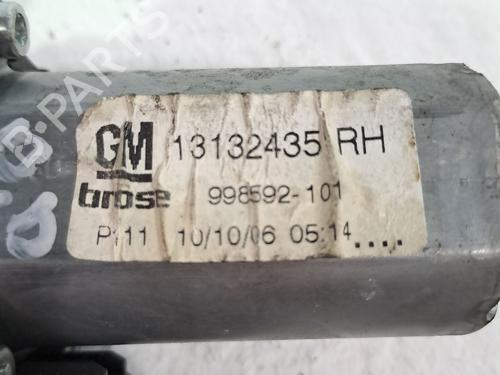 GM 13132435 RH
brose 998592-101
P:11 10/10/06 05:14....
B-PARTS